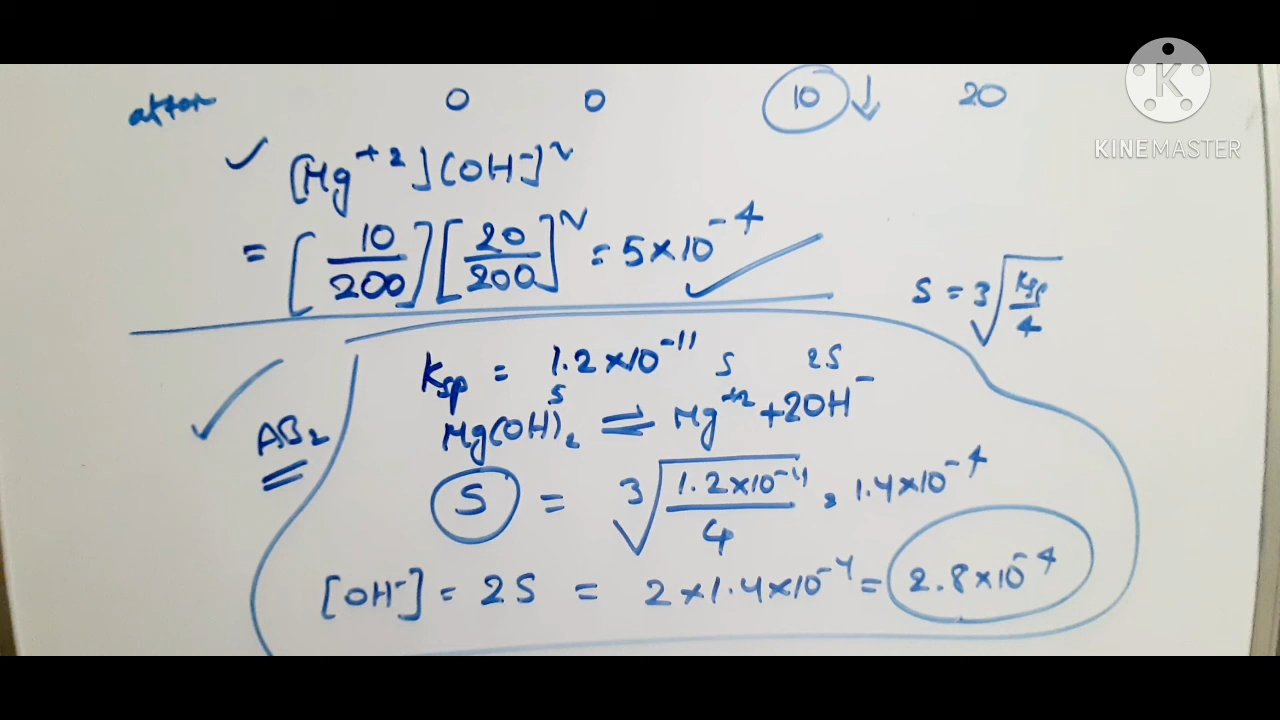 after 0 0 10 ↓ 20
KINEMASTER
✓ [Mg⁺²][OH⁻]²
= [10/200][20/200]² = 5×10⁻⁴
S = ³√(Ksp/4)
Ksp = 1.2×10⁻¹¹
S S 2S
Mg(OH)₂ ⇌ Mg⁺² + 2OH⁻
AB₂
S = ³√(1.2×10⁻¹¹/4) = 1.4×10⁻⁴
[OH⁻] = 2S = 2×1.4×10⁻⁴ = 2.8×10⁻⁴